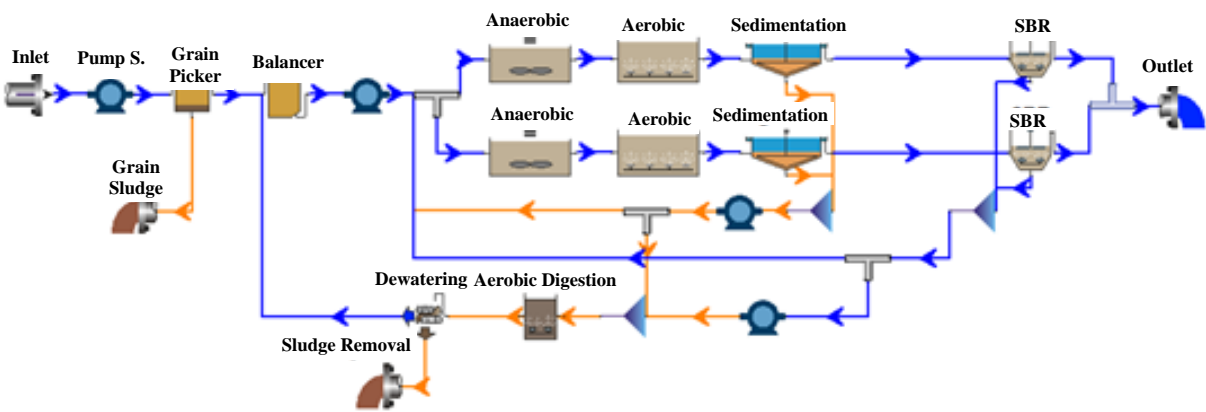 Inlet
Pump S.
Grain
Picker
Balancer
Anaerobic
Aerobic
Sedimentation
SBR
Outlet
Anaerobic
Aerobic
Sedimentation
SBR
Grain
Sludge
Dewatering
Aerobic Digestion
Sludge Removal